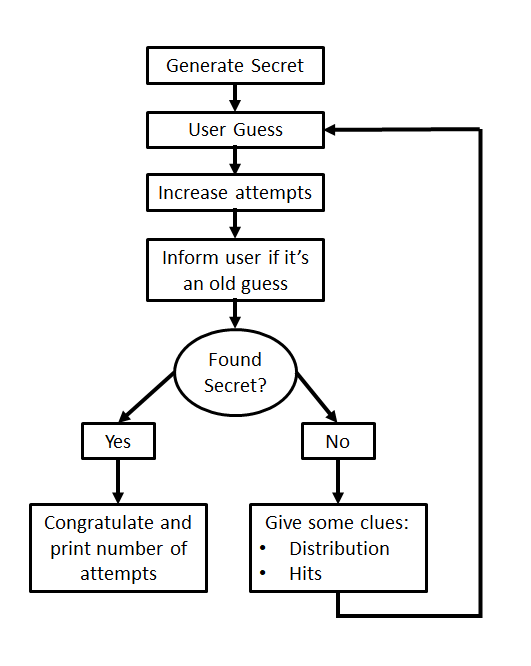 Generate Secret
User Guess
Increase attempts
Inform user if it’s
an old guess
Found
Secret?
Yes
No
Congratulate and
print number of
attempts
Give some clues:
• Distribution
• Hits